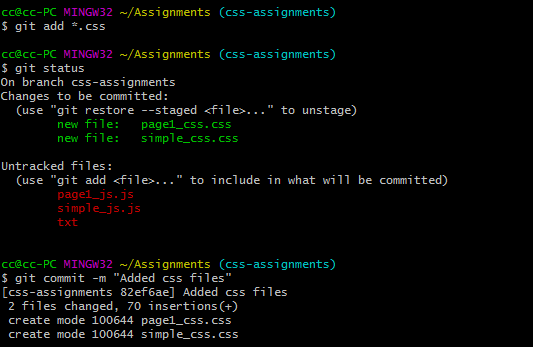 cc@cc-PC MINGW32 ~/Assignments (css-assignments)
$ git add *.css
cc@cc-PC MINGW32 ~/Assignments (css-assignments)
$ git status
On branch css-assignments
Changes to be committed:
  (use "git restore --staged <file>..." to unstage)
        new file:   page1_css.css
        new file:   simple_css.css
Untracked files:
  (use "git add <file>..." to include in what will be committed)
        page1_js.js
        simple_js.js
        txt
cc@cc-PC MINGW32 ~/Assignments (css-assignments)
$ git commit -m "Added css files"
[css-assignments 82ef6ae] Added css files
 2 files changed, 70 insertions(+)
 create mode 100644 page1_css.css
 create mode 100644 simple_css.css